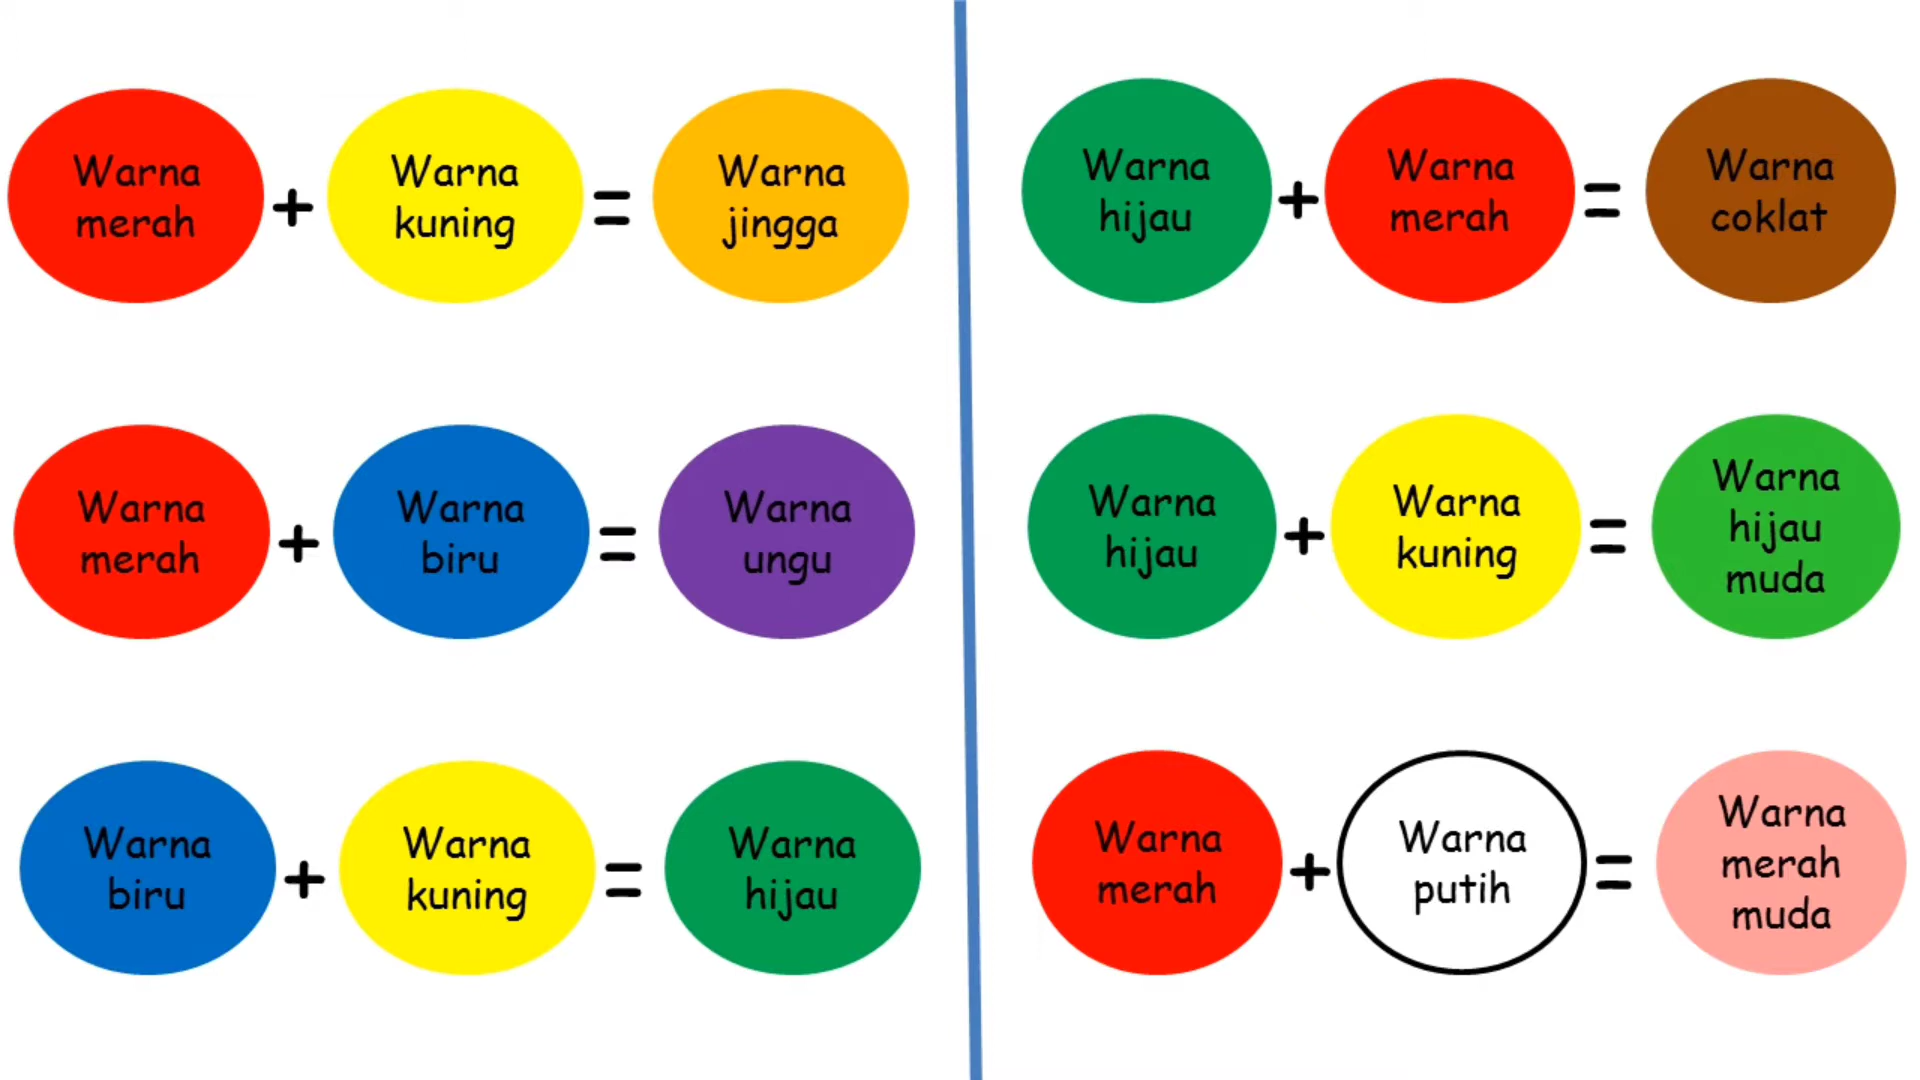 Warna
merah
+
Warna
kuning
=
Warna
jingga
Warna
merah
+
Warna
biru
=
Warna
ungu
Warna
biru
+
Warna
kuning
=
Warna
hijau
Warna
hijau
+
Warna
merah
=
Warna
coklat
Warna
hijau
+
Warna
kuning
=
Warna
hijau
muda
Warna
merah
+
Warna
putih
=
Warna
merah
muda